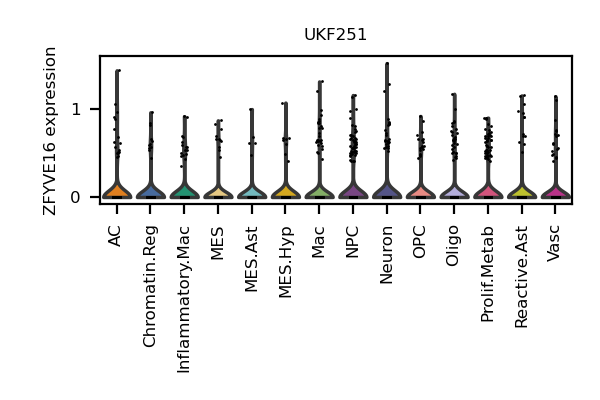 UKF251
ZFYVE16 expression
1
0
AC
Chromatin.Reg
Inflammatory.Mac
MES
MES.Ast
MES.Hyp
Mac
NPC
Neuron
OPC
Oligo
Prolif.Metab
Reactive.Ast
Vasc